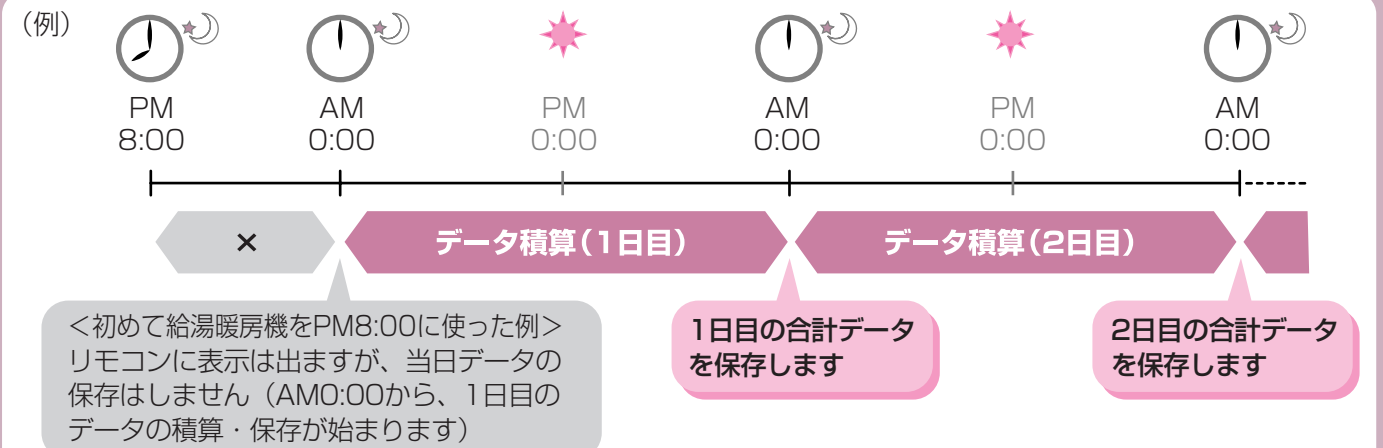 （例）
PM AM PM AM PM AM
8:00 0:00 0:00 0:00 0:00 0:00
× データ積算（1日目） データ積算（2日目）
＜初めて給湯暖房機をPM8:00に使った例＞
リモコンに表示は出ますが、当日データの
保存はしません（AM0:00から、1日目の
データの積算・保存が始まります）
1日目の合計データ
を保存します
2日目の合計データ
を保存します